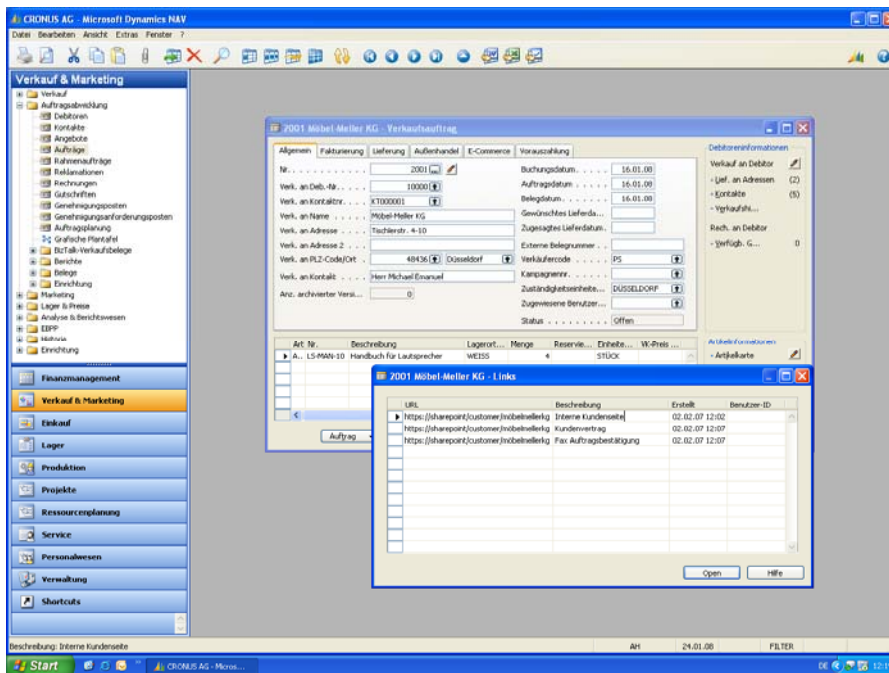 CRONUS AG - Microsoft Dynamics NAV
Datei Bearbeiten Ansicht Extras Fenster ?
Verkauf & Marketing
Verkauf
Auftragsabwicklung
Debitoren
Kontakte
Angebote
Aufträge
Rahmenaufträge
Reklamationen
Rechnungen
Gutschriften
Genehmigungsposten
Genehmigungsanforderungsposten
Auftragsplanung
Grafische Plantafel
BizTalk-Verkaufsbelege
Berichte
Belege
Einrichtung
Marketing
Lager & Preise
Analyse & Berichtswesen
EBPP
Historie
Einrichtung
Finanzmanagement
Verkauf & Marketing
Einkauf
Lager
Produktion
Projekte
Ressourcenplanung
Service
Personalwesen
Verwaltung
Shortcuts
2001 Möbel-Meller KG - Verkaufsauftrag
Allgemein Fakturierung Lieferung Außenhandel E-Commerce Vorauszahlung
Nr. . . . . . . . . . . . 2001
Verk. an Deb.-Nr. . . . . 10000
Verk. an Kontaktnr. . . . KT000001
Verk. an Name . . . . . Möbel-Meller KG
Verk. an Adresse . . . . Tischlerstr. 4-10
Verk. an Adresse 2 . . .
Verk. an PLZ-Code/Ort . 48436 Düsseldorf
Verk. an Kontakt . . . . Herr Michael Emanuel
Anz. archivierter Versi... 0
Buchungsdatum. . . . . 16.01.08
Auftragsdatum . . . . . 16.01.08
Belegdatum. . . . . . . 16.01.08
Gewünschtes Lieferda...
Zugesagtes Lieferdatum.
Externe Belegnummer . .
Verkäufercode . . . . . PS
Kampagnennr. . . . . .
Zuständigkeitseinheite... DÜSSELDORF
Zugewiesene Benutzer...
Status . . . . . . . . . Offen
Debitoreninformationen
Verkauf an Debitor
- Lief. an Adressen (2)
- Kontakte (5)
- Verkaufshi...
Rech. an Debitor
- Verfügb. G... 0
Artikelinformationen
- Artikelkarte
Art Nr. Beschreibung Lagerort... Menge Reservie... Einheite... VK-Preis ...
A.. LS-MAN-10 Handbuch für Lautsprecher WEISS 4 STÜCK
Auftrag
2001 Möbel-Meller KG - Links
URL Beschreibung Erstellt Benutzer-ID
https://sharepoint/customer/möbelmellerkg Interne Kundenseite 02.02.07 12:02
https://sharepoint/customer/möbelmellerkg Kundenvertrag 02.02.07 12:07
https://sharepoint/customer/möbelmellerkg Fax Auftragsbestätigung 02.02.07 12:07
Open Hilfe
Beschreibung: Interne Kundenseite AH 24.01.08 FILTER
Start CRONUS AG - Micros... DE